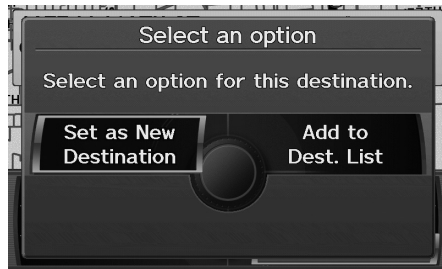 Select an option
Select an option for this destination.
Set as New
Destination
Add to
Dest. List